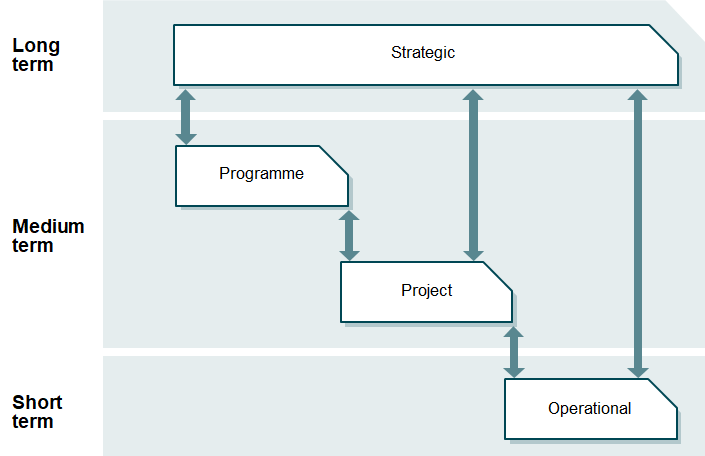 Long
term
Strategic
Programme
Medium
term
Project
Short
term
Operational